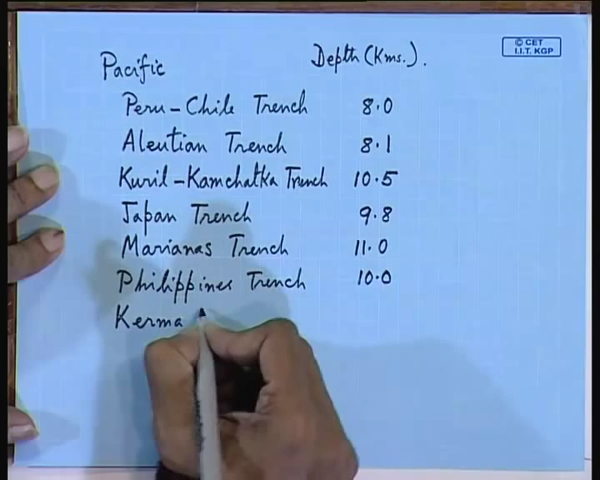 Pacific Depth (Kms.).
© CET
I.I.T. KGP
Peru-Chile Trench 8.0
Aleutian Trench 8.1
Kuril-Kamchatka Trench 10.5
Japan Trench 9.8
Marianas Trench 11.0
Philippines Trench 10.0
Kerma